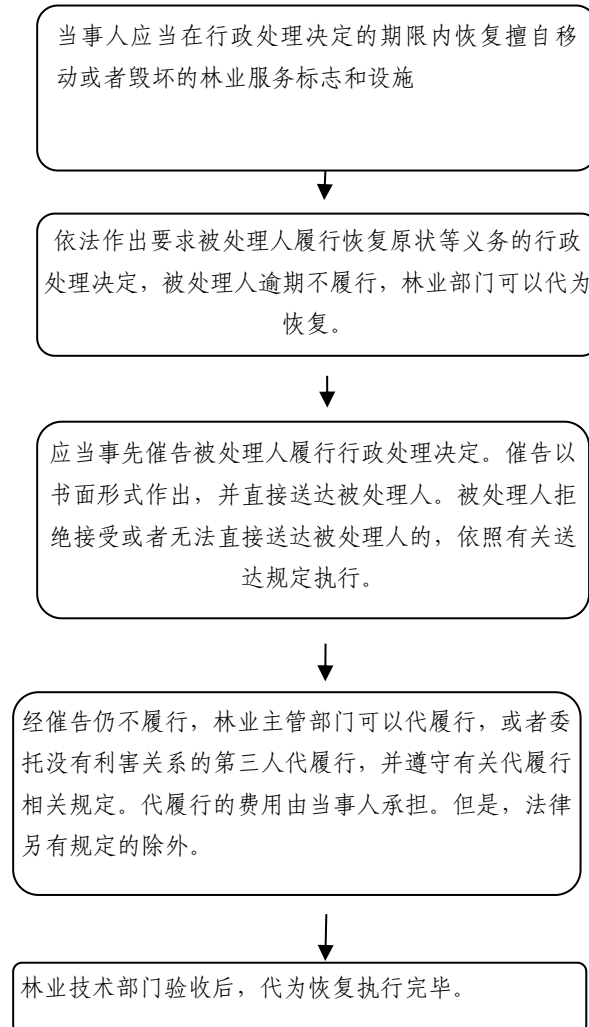 当事人应当在行政处理决定的期限内恢复擅自移
动或者毁坏的林业服务标志和设施
依法作出要求被处理人履行恢复原状等义务的行政
处理决定，被处理人逾期不履行，林业部门可以代为
恢复。
应当事先催告被处理人履行行政处理决定。催告以
书面形式作出，并直接送达被处理人。被处理人拒
绝接受或者无法直接送达被处理人的，依照有关送
达规定执行。
经催告仍不履行，林业主管部门可以代履行，或者委
托没有利害关系的第三人代履行，并遵守有关代履行
相关规定。代履行的费用由当事人承担。但是，法律
另有规定的除外。
林业技术部门验收后，代为恢复执行完毕。